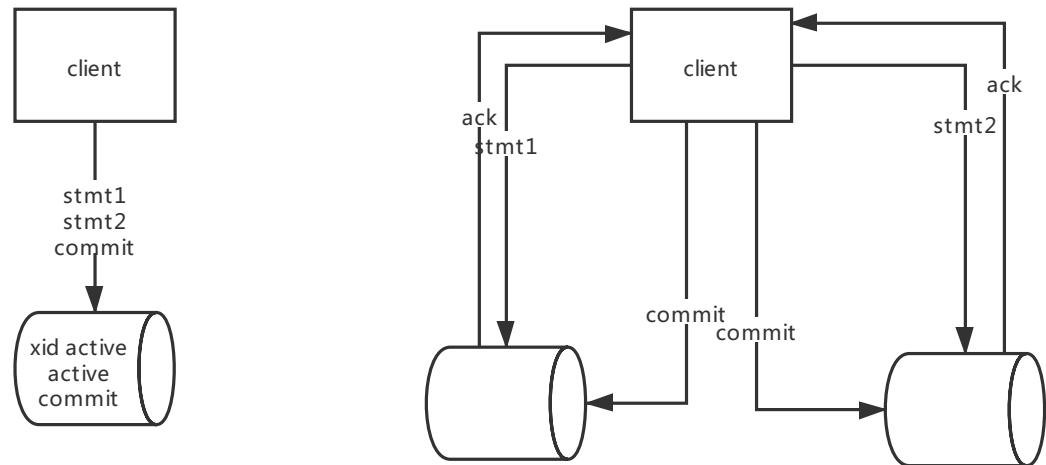 client
stmt1
stmt2
commit
xid active
active
commit
client
ack
stmt1
ack
stmt2
commit
commit